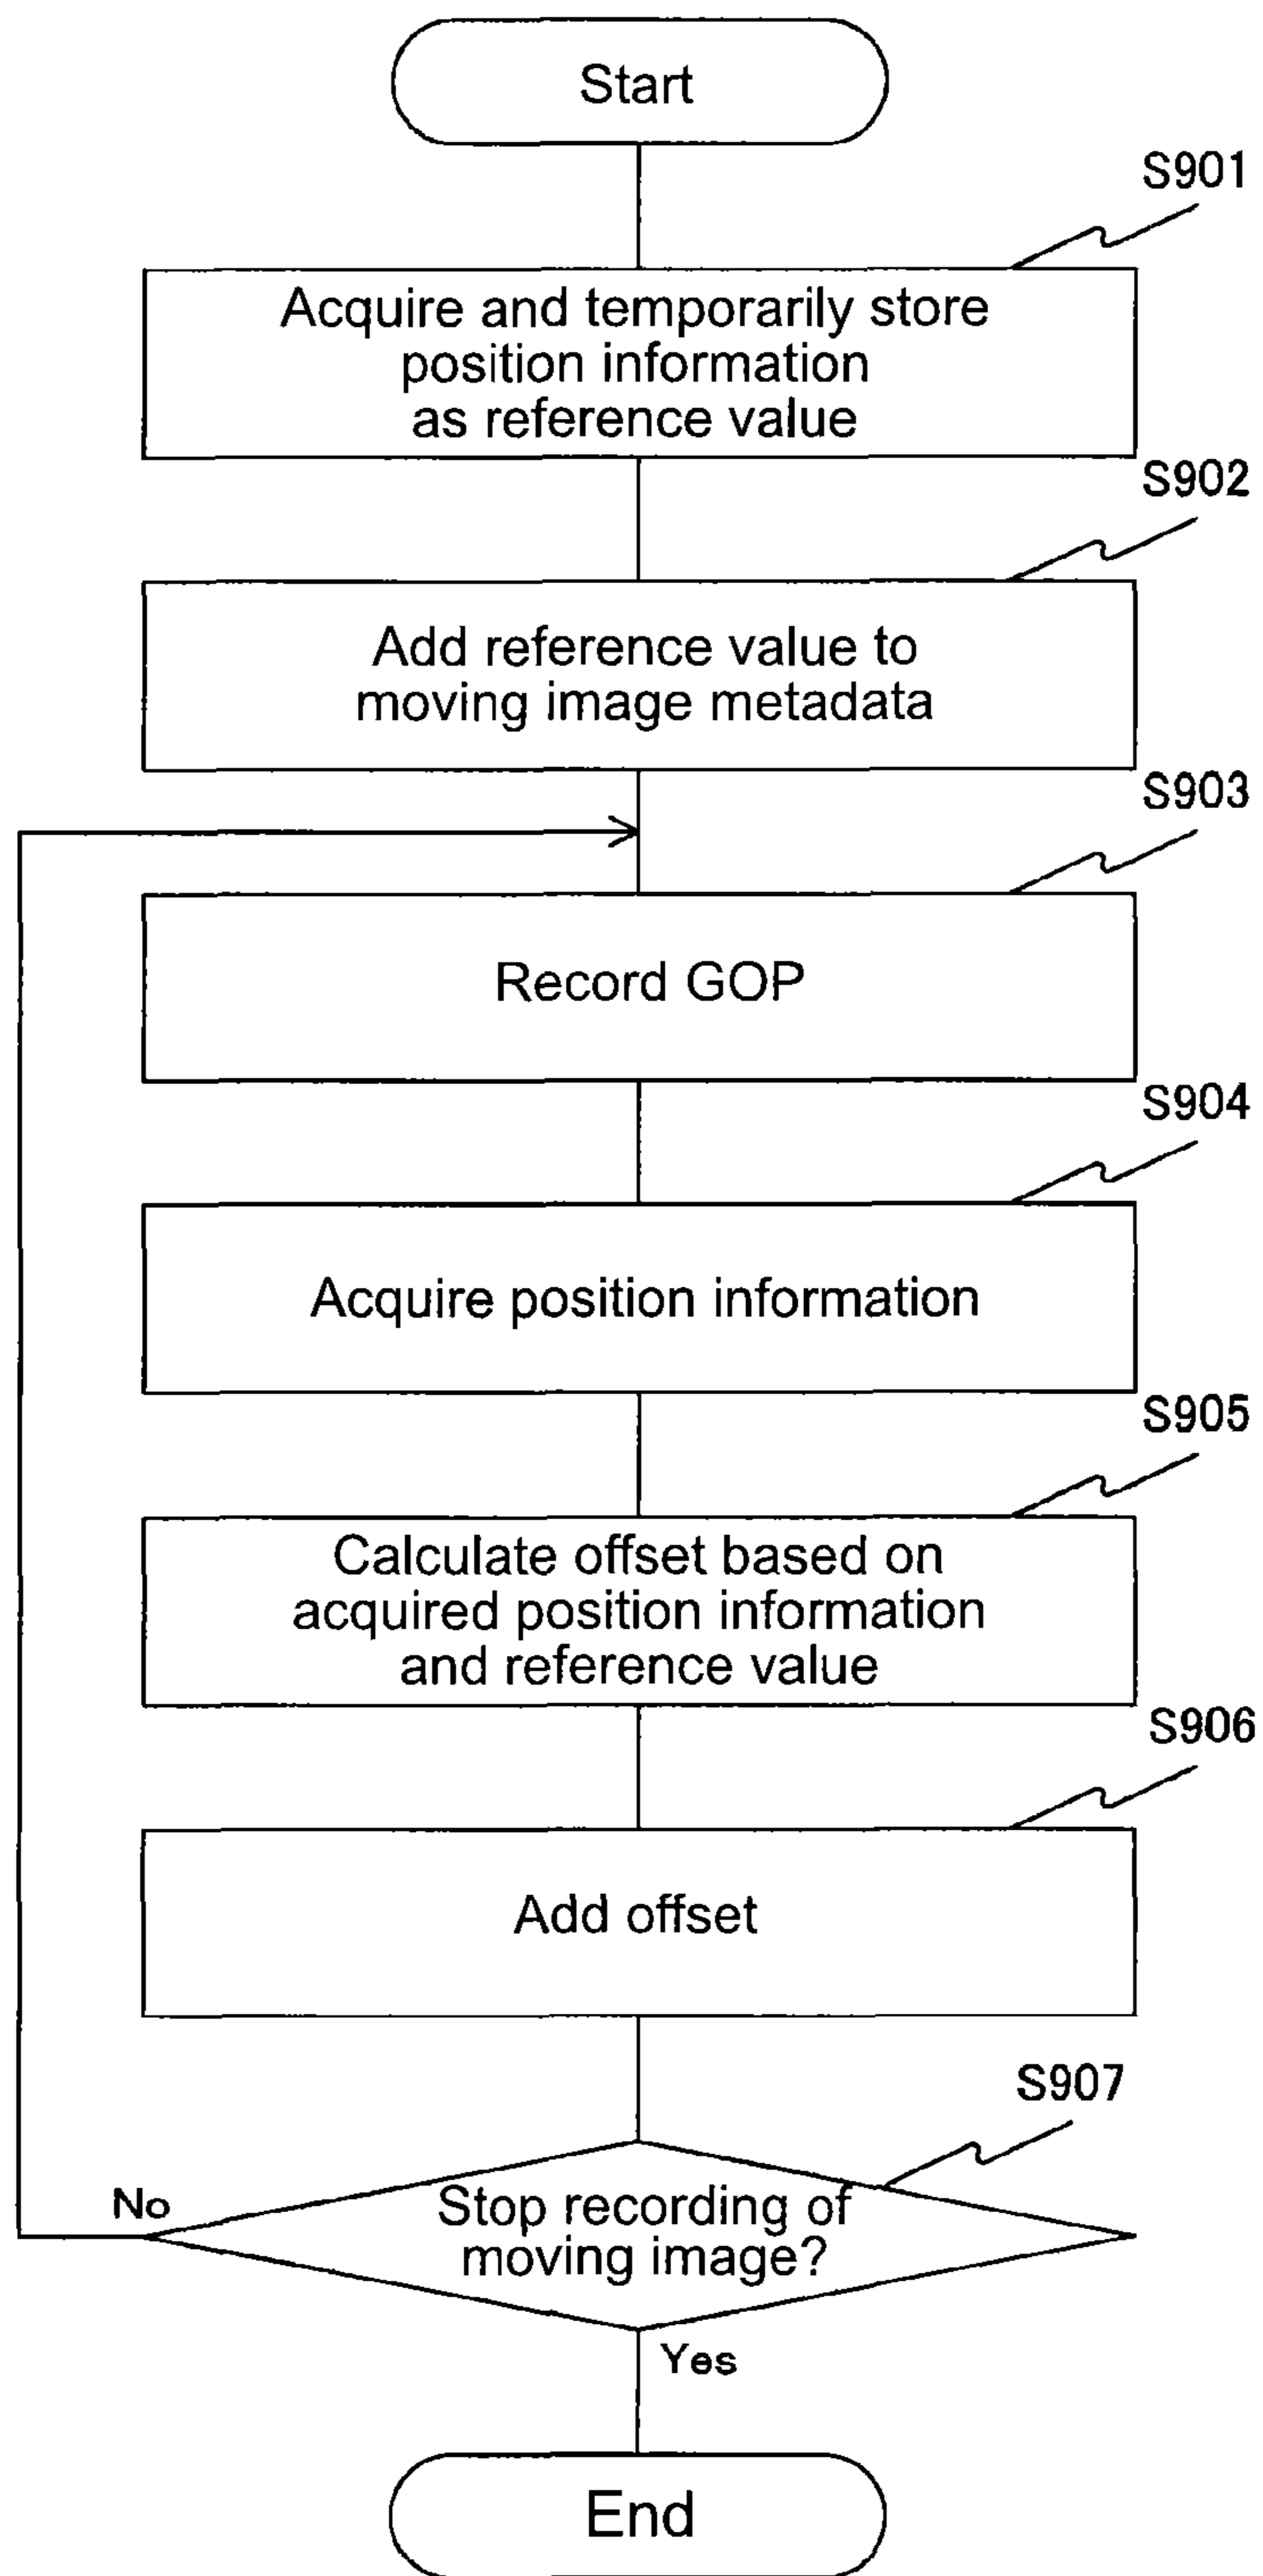 Start
S901
Acquire and temporarily store
position information
as reference value
S902
Add reference value to
moving image metadata
S903
Record GOP
S904
Acquire position information
S905
Calculate offset based on
acquired position information
and reference value
S906
Add offset
S907
No
Stop recording of
moving image?
Yes
End